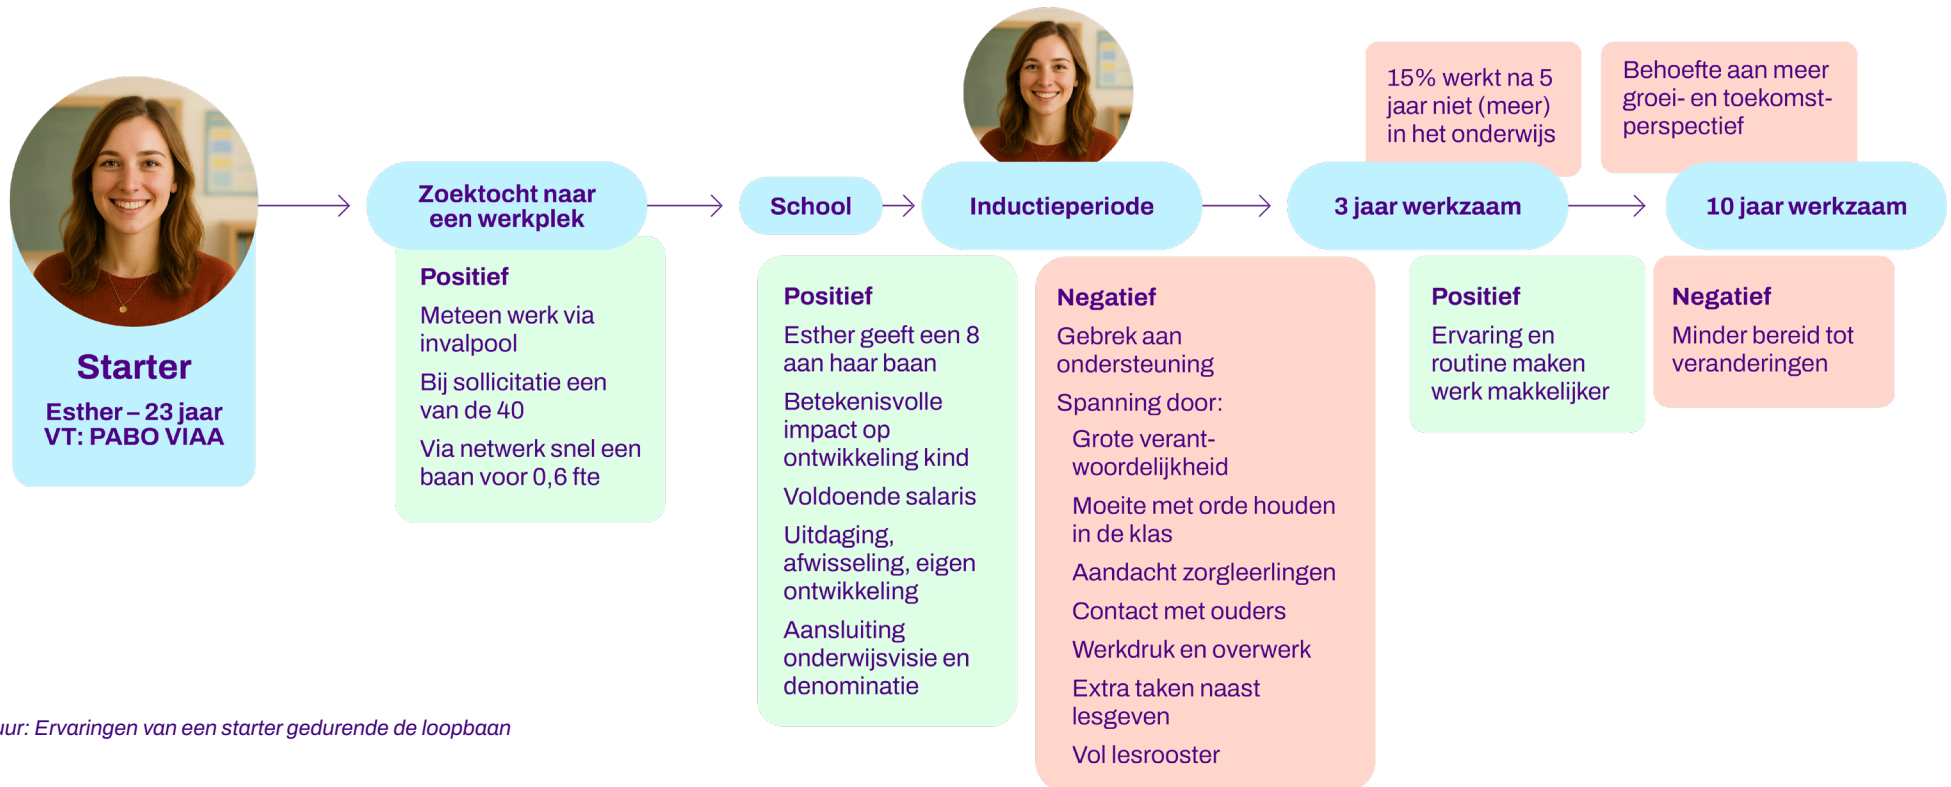 Starter
Esther – 23 jaar
VT: PABO VIAA
Zoektocht naar
een werkplek
Positief
Meteen werk via
invalpool
Bij sollicitatie een
van de 40
Via netwerk snel een
baan voor 0,6 fte
School
Positief
Esther geeft een 8
aan haar baan
Betekenisvolle
impact op
ontwikkeling kind
Voldoende salaris
Uitdaging,
afwisseling, eigen
ontwikkeling
Aansluiting
onderwijsvisie en
denominatie
Inductieperiode
Negatief
Gebrek aan
ondersteuning
Spanning door:
Grote verant-
woordelijkheid
Moeite met orde houden
in de klas
Aandacht zorgleerlingen
Contact met ouders
Werkdruk en overwerk
Extra taken naast
lesgeven
Vol lesrooster
15% werkt na 5
jaar niet (meer)
in het onderwijs
3 jaar werkzaam
Positief
Ervaring en
routine maken
werk makkelijker
Behoefte aan meer
groei- en toekomst-
perspectief
10 jaar werkzaam
Negatief
Minder bereid tot
veranderingen
uur: Ervaringen van een starter gedurende de loopbaan